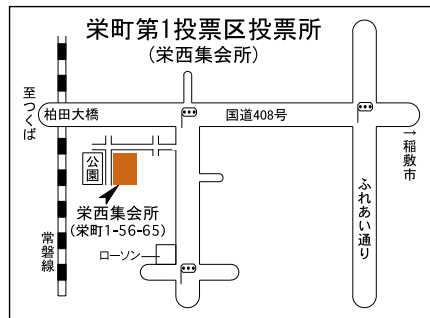 栄町第1投票区投票所
(栄西集会所)
至つくば
柏田大橋
国道408号
→稲敷市
公園
栄西集会所
(栄町1-56-65)
ふれあい通り
常磐線
ローソン